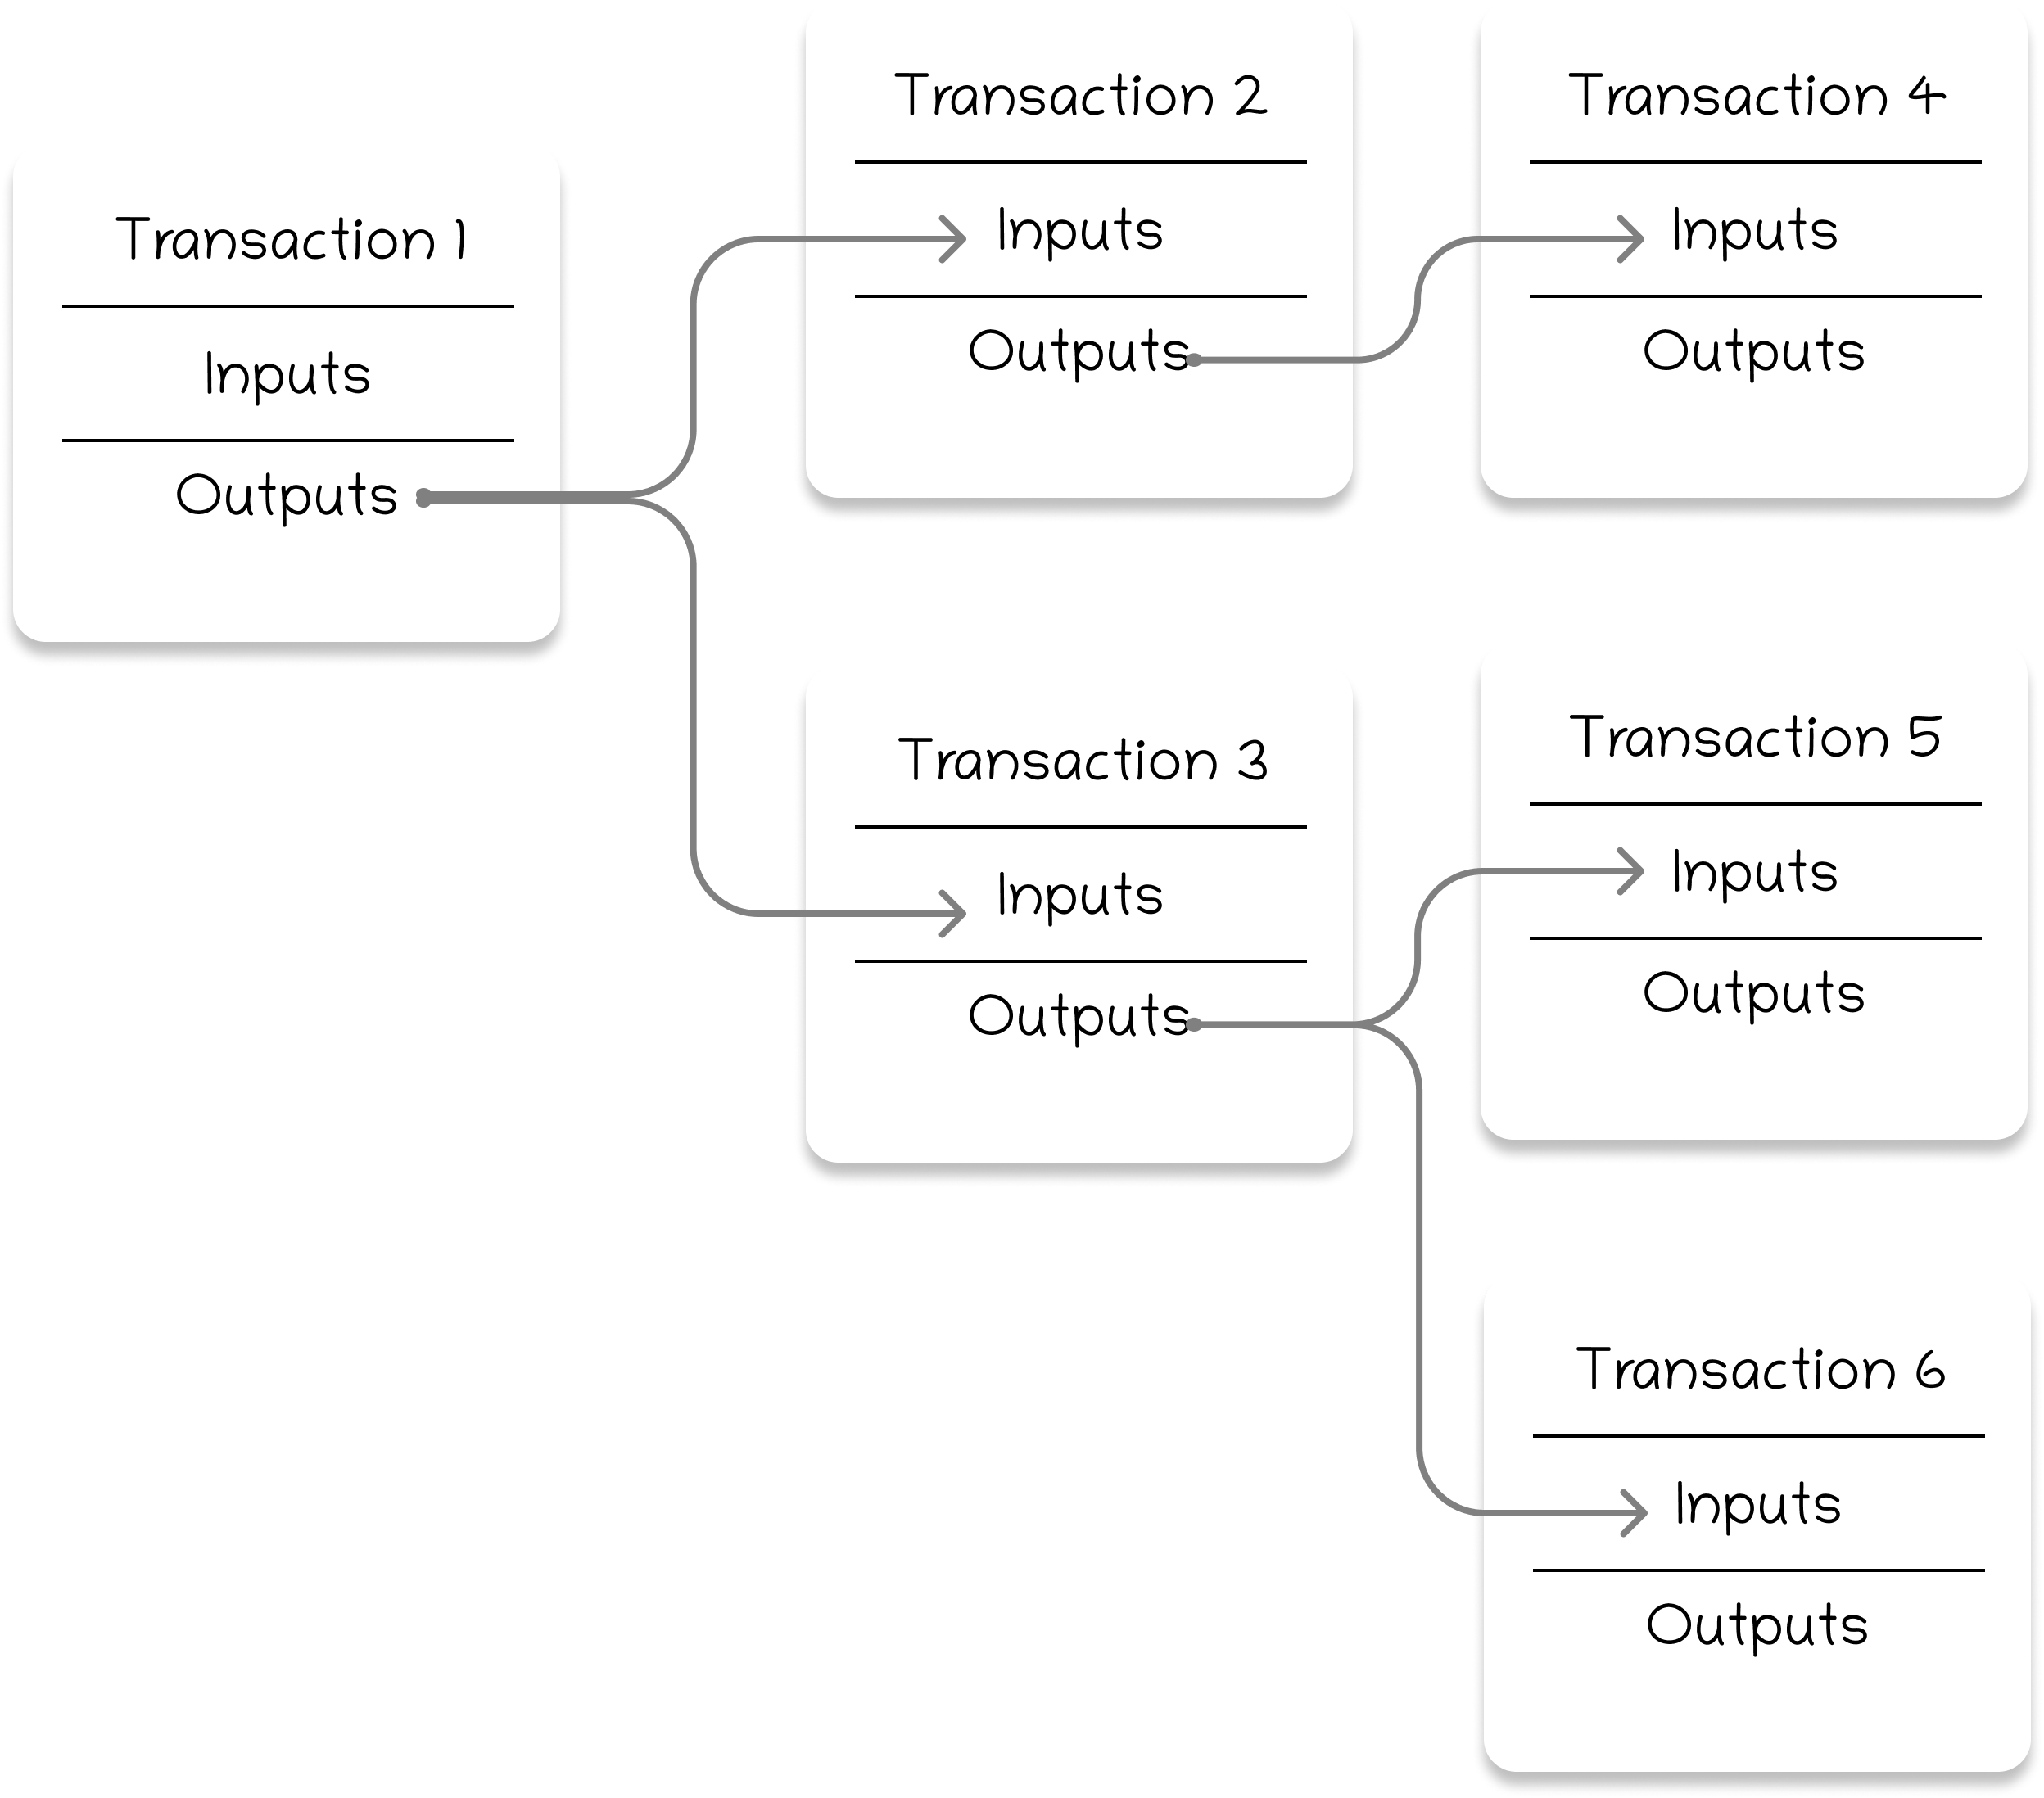 Transaction 1
Inputs
Outputs
Transaction 2
Inputs
Outputs
Transaction 3
Inputs
Outputs
Transaction 4
Inputs
Outputs
Transaction 5
Inputs
Outputs
Transaction 6
Inputs
Outputs